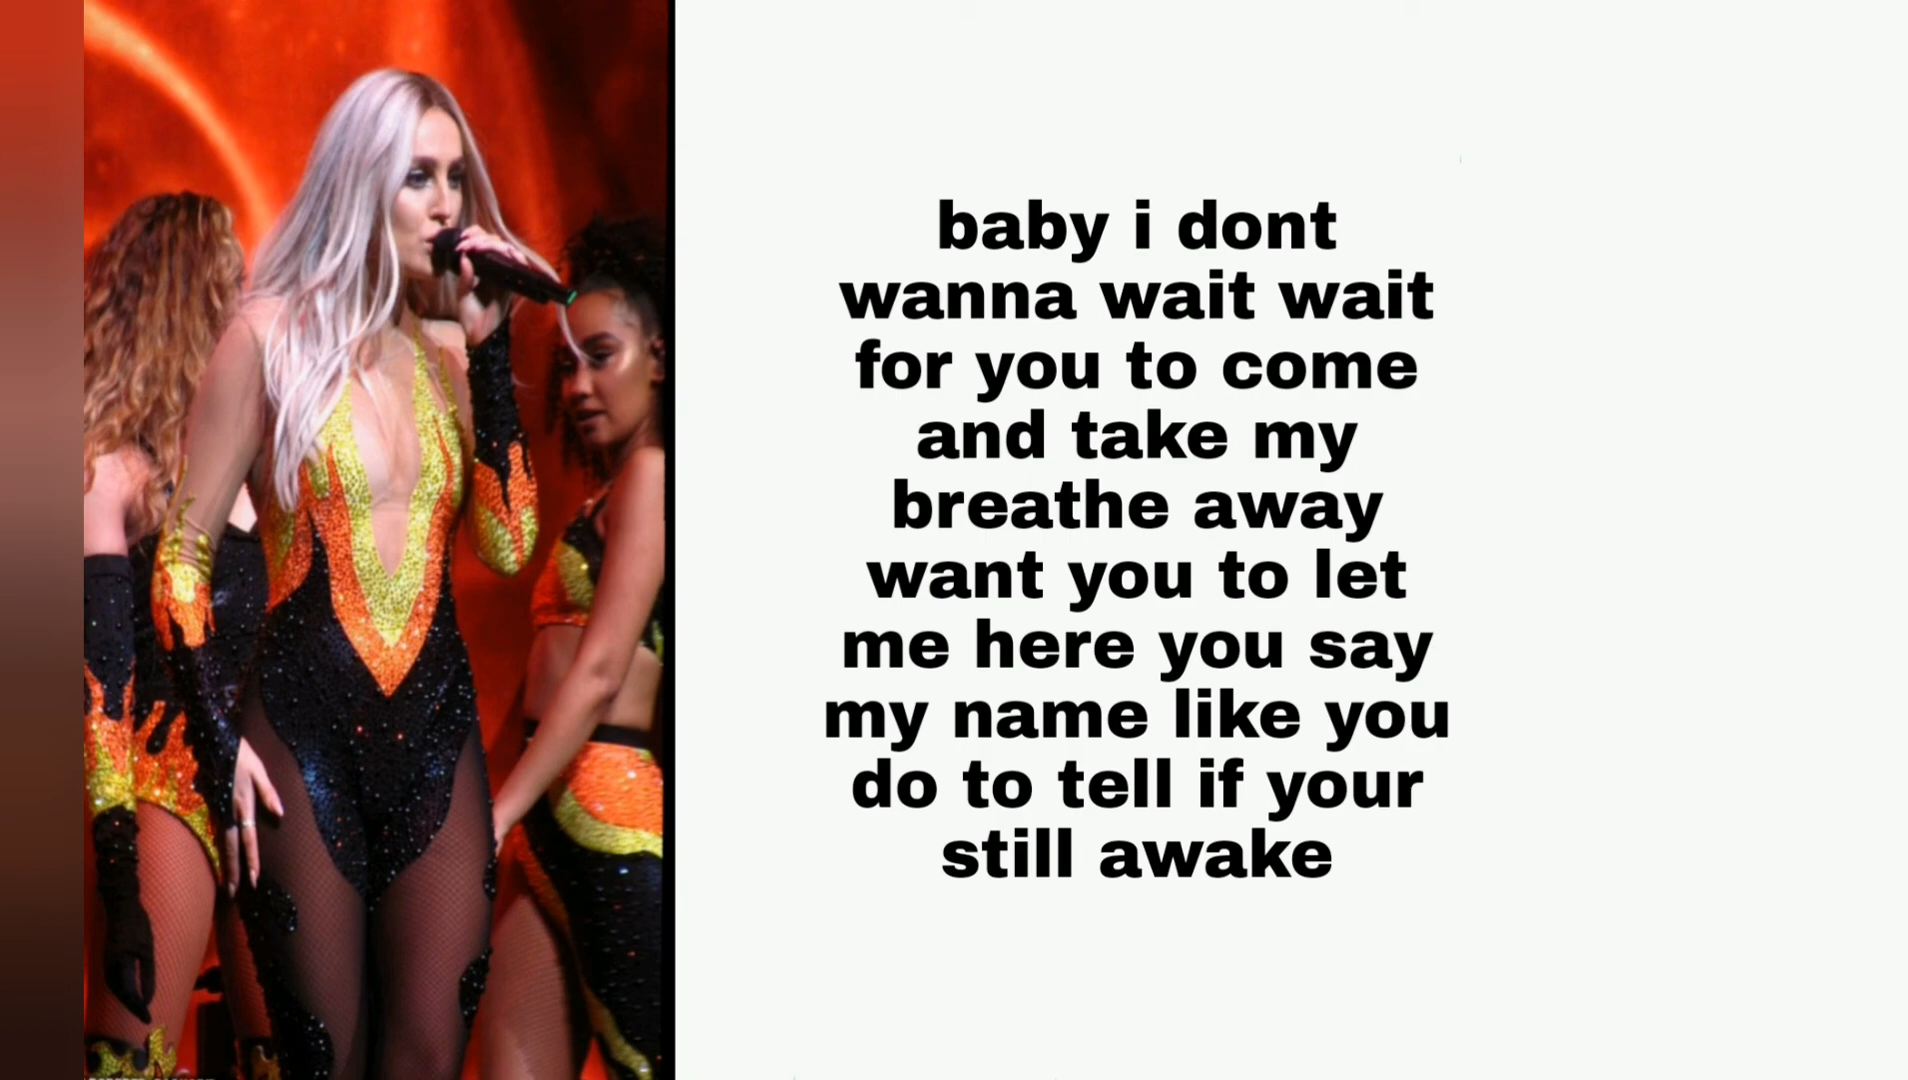 baby i dont
wanna wait wait
for you to come
and take my
breathe away
want you to let
me here you say
my name like you
do to tell if your
still awake